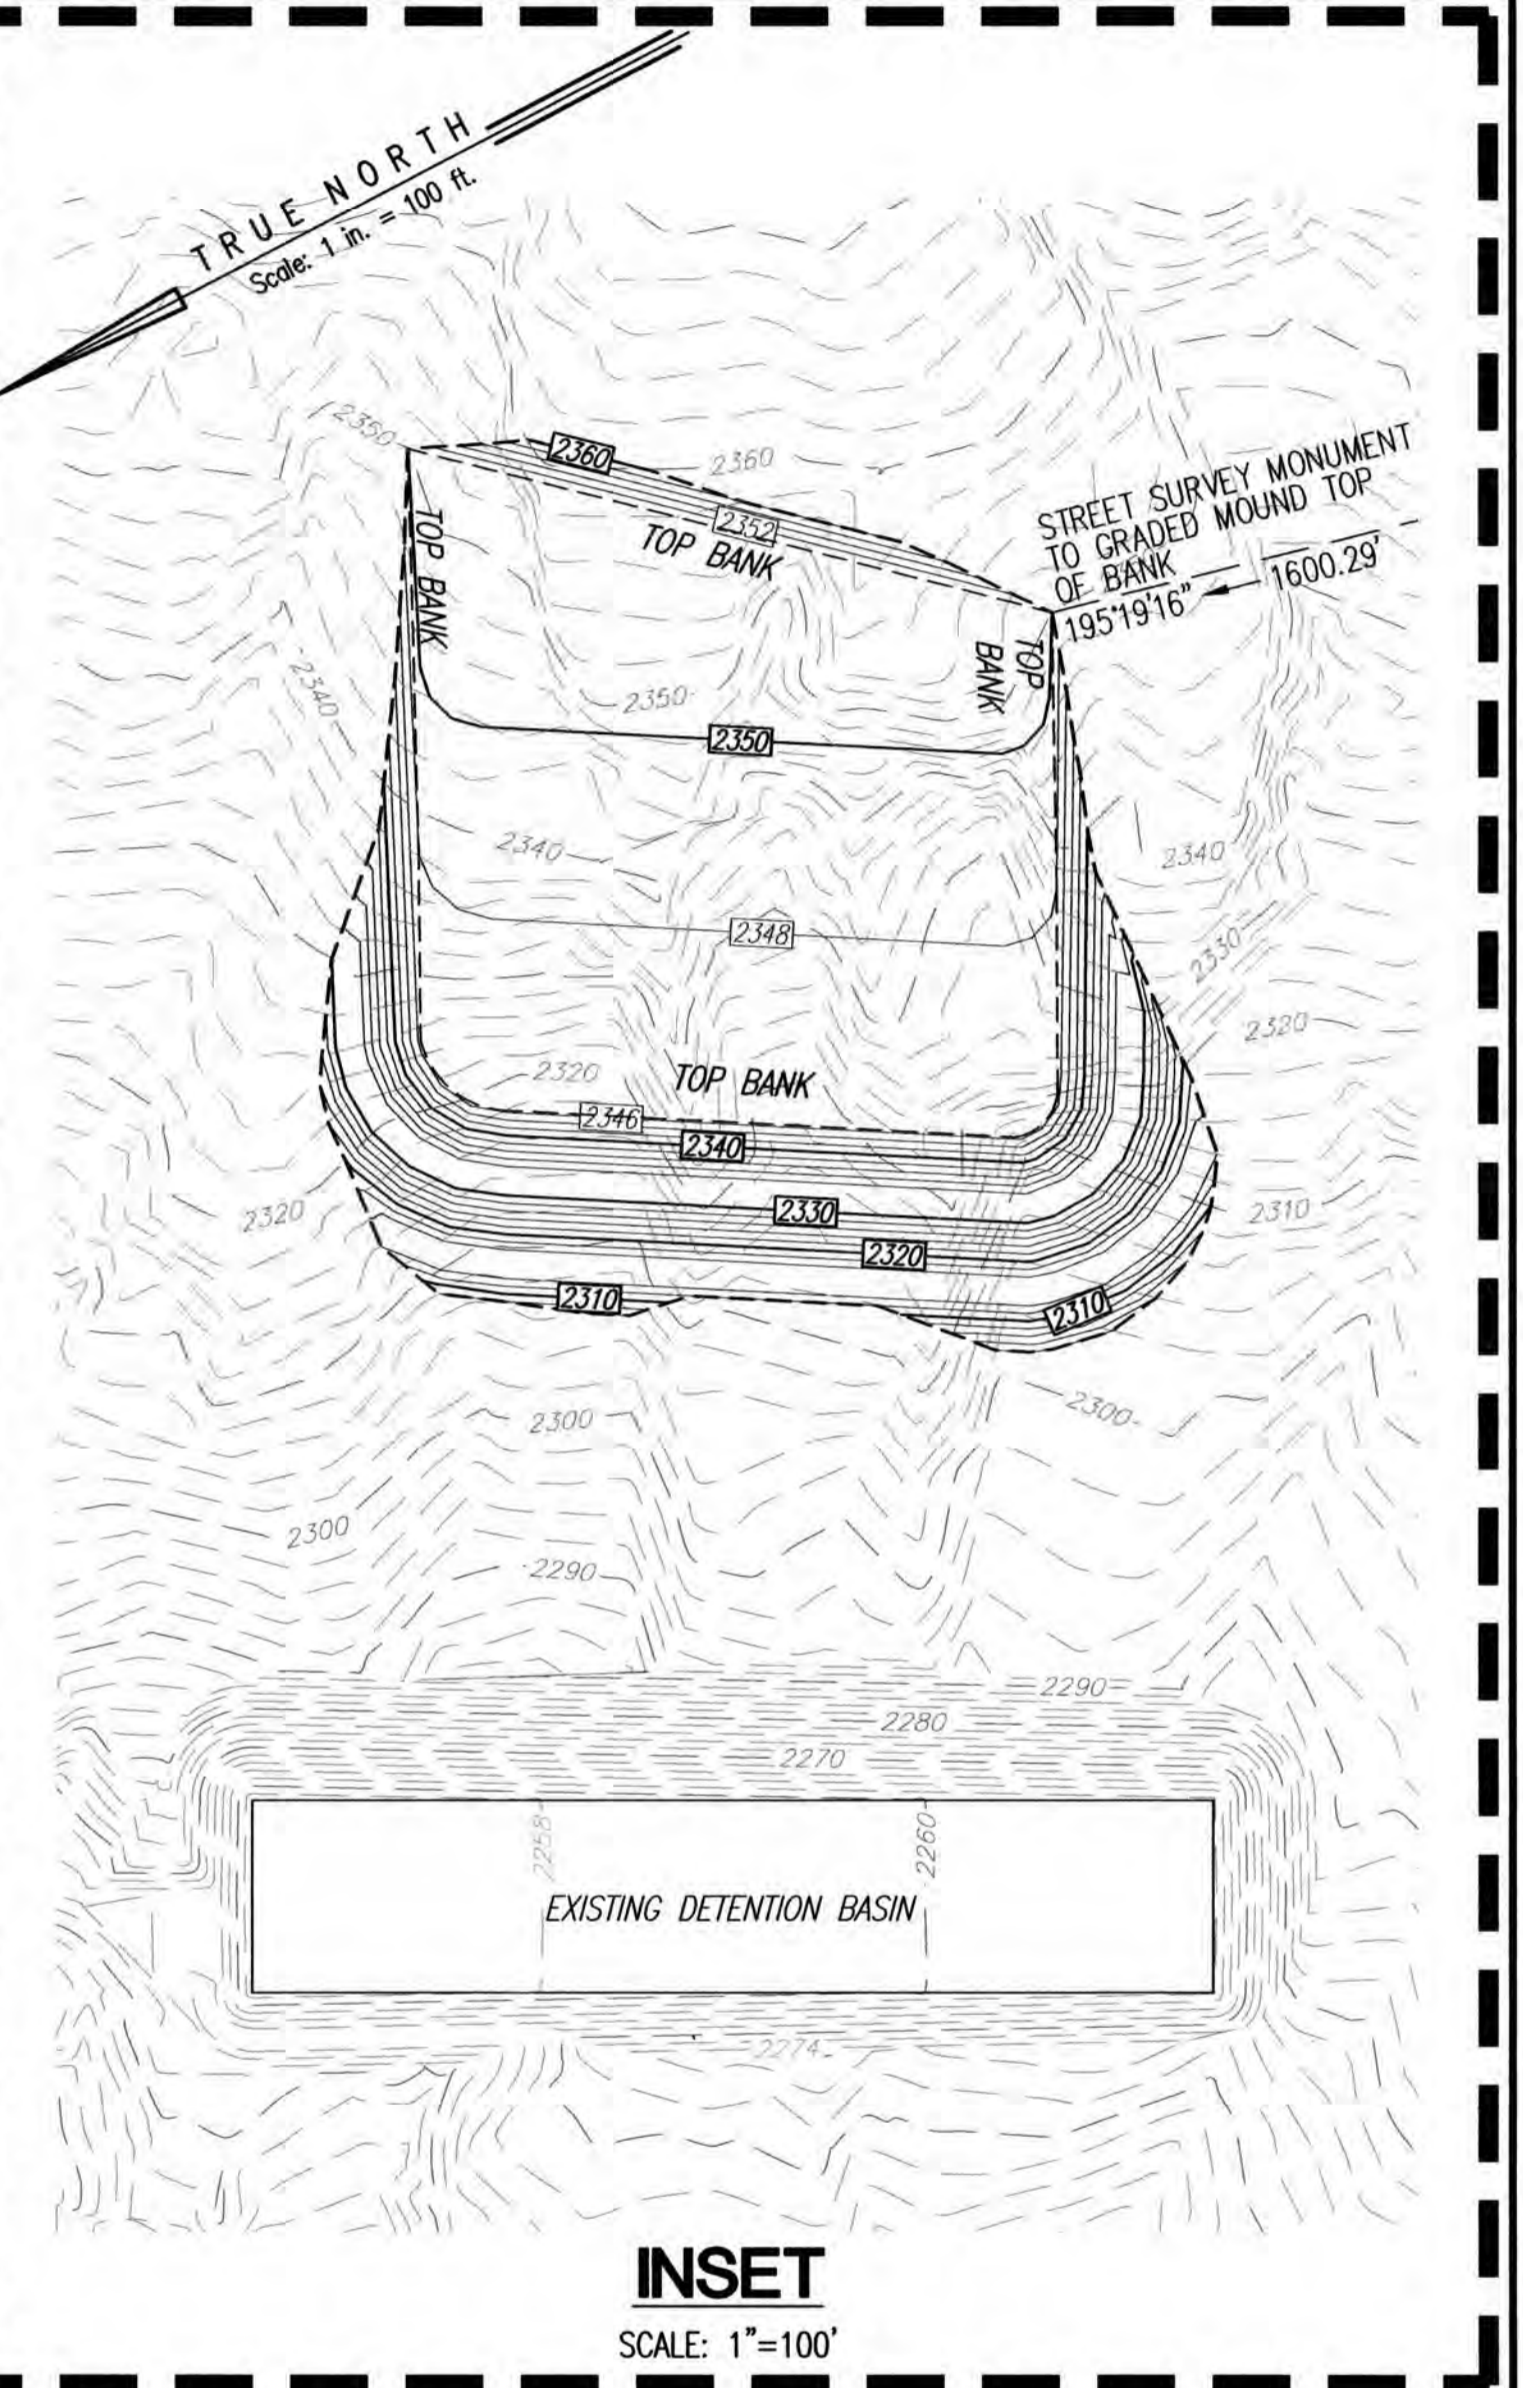 TRUE NORTH
Scale: 1 in. = 100 ft.
2350
2360
2360
2352
TOP BANK
TOP BANK
STREET SURVEY MONUMENT
TO GRADED MOUND TOP
OF BANK
195°19'16" 1600.29'
TOP
BANK
2340
2350
2350
2340
2340
2348
2330
2320
2320
TOP BANK
2346
2340
2320
2330
2310
2320
2310
2310
2300
2300
2300
2290
2290
2280
2270
2258
2260
EXISTING DETENTION BASIN
2274
INSET
SCALE: 1"=100'